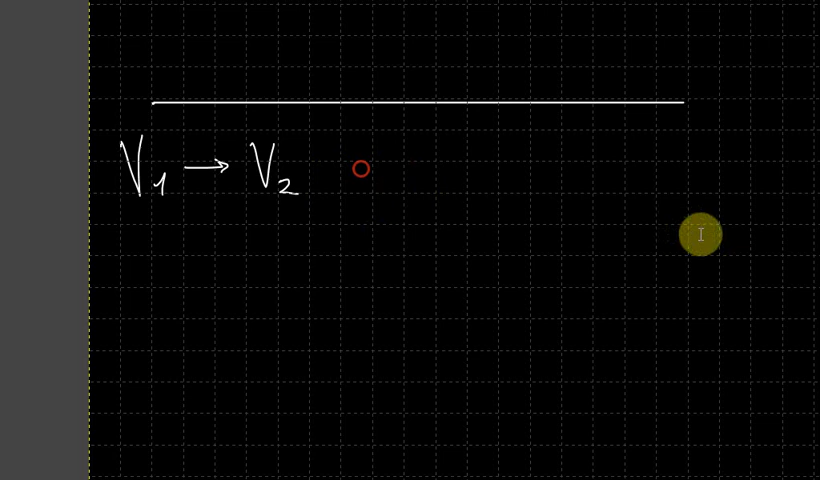 V₁ → V₂